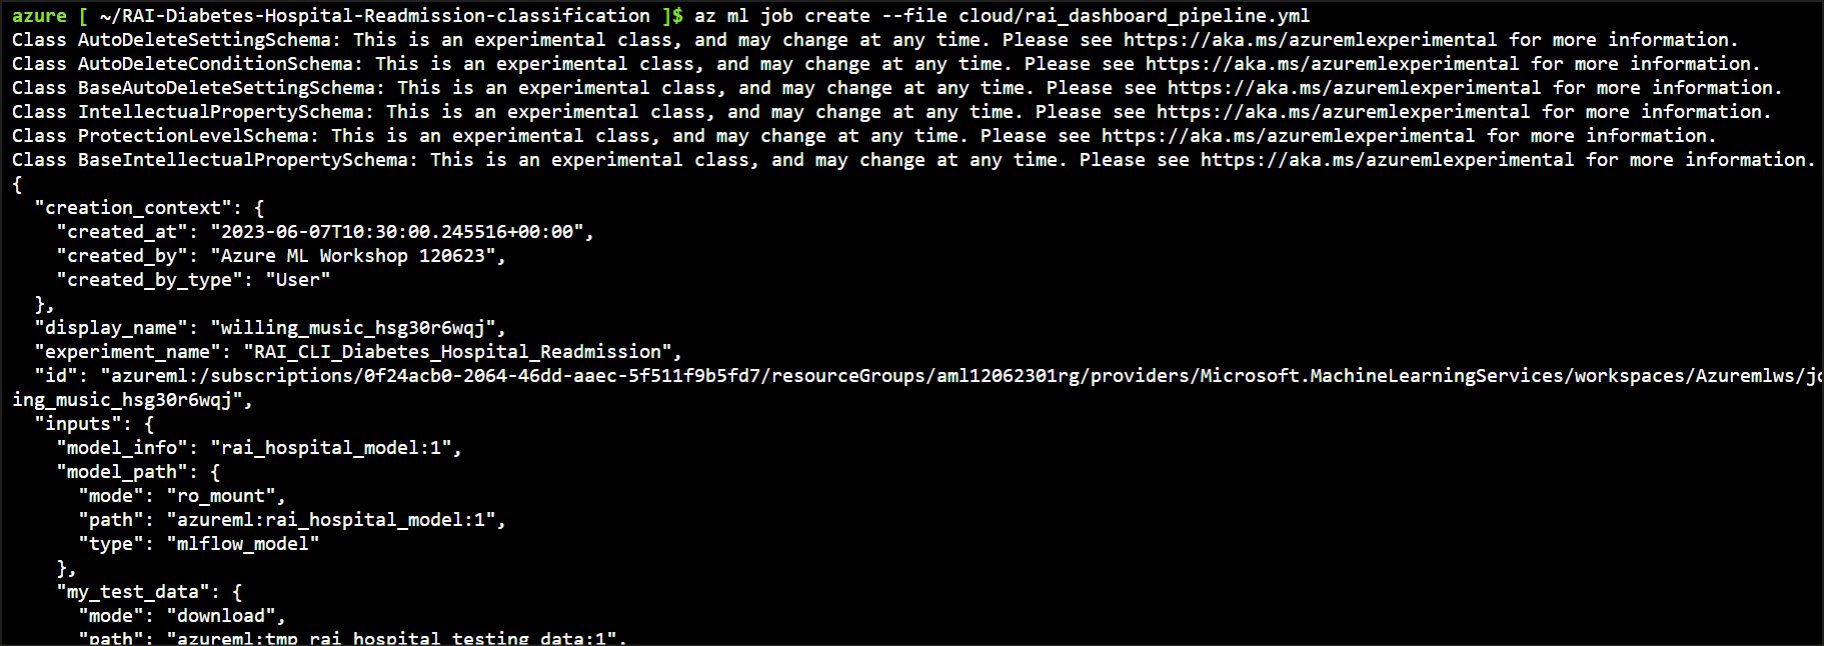 azure [ ~/RAI-Diabetes-Hospital-Readmission-classification ]$ az ml job create --file cloud/rai_dashboard_pipeline.yml
Class AutoDeleteSettingSchema: This is an experimental class, and may change at any time. Please see https://aka.ms/azuremlexperimental for more information.
Class AutoDeleteConditionSchema: This is an experimental class, and may change at any time. Please see https://aka.ms/azuremlexperimental for more information.
Class BaseAutoDeleteSettingSchema: This is an experimental class, and may change at any time. Please see https://aka.ms/azuremlexperimental for more information.
Class IntellectualPropertySchema: This is an experimental class, and may change at any time. Please see https://aka.ms/azuremlexperimental for more information.
Class ProtectionLevelSchema: This is an experimental class, and may change at any time. Please see https://aka.ms/azuremlexperimental for more information.
Class BaseIntellectualPropertySchema: This is an experimental class, and may change at any time. Please see https://aka.ms/azuremlexperimental for more information.
{
  "creation_context": {
    "created_at": "2023-06-07T10:30:00.245516+00:00",
    "created_by": "Azure ML Workshop 120623",
    "created_by_type": "User"
  },
  "display_name": "willing_music_hsg30r6wqj",
  "experiment_name": "RAI_CLI_Diabetes_Hospital_Readmission",
  "id": "azureml:/subscriptions/0f24acb0-2064-46dd-aaec-5f511f9b5fd7/resourceGroups/aml12062301rg/providers/Microsoft.MachineLearningServices/workspaces/Azuremlws/jo
ing_music_hsg30r6wqj",
  "inputs": {
    "model_info": "rai_hospital_model:1",
    "model_path": {
      "mode": "ro_mount",
      "path": "azureml:rai_hospital_model:1",
      "type": "mlflow_model"
    },
    "my_test_data": {
      "mode": "download",
      "path": "azureml:tmp_rai_hospital_testing_data:1",